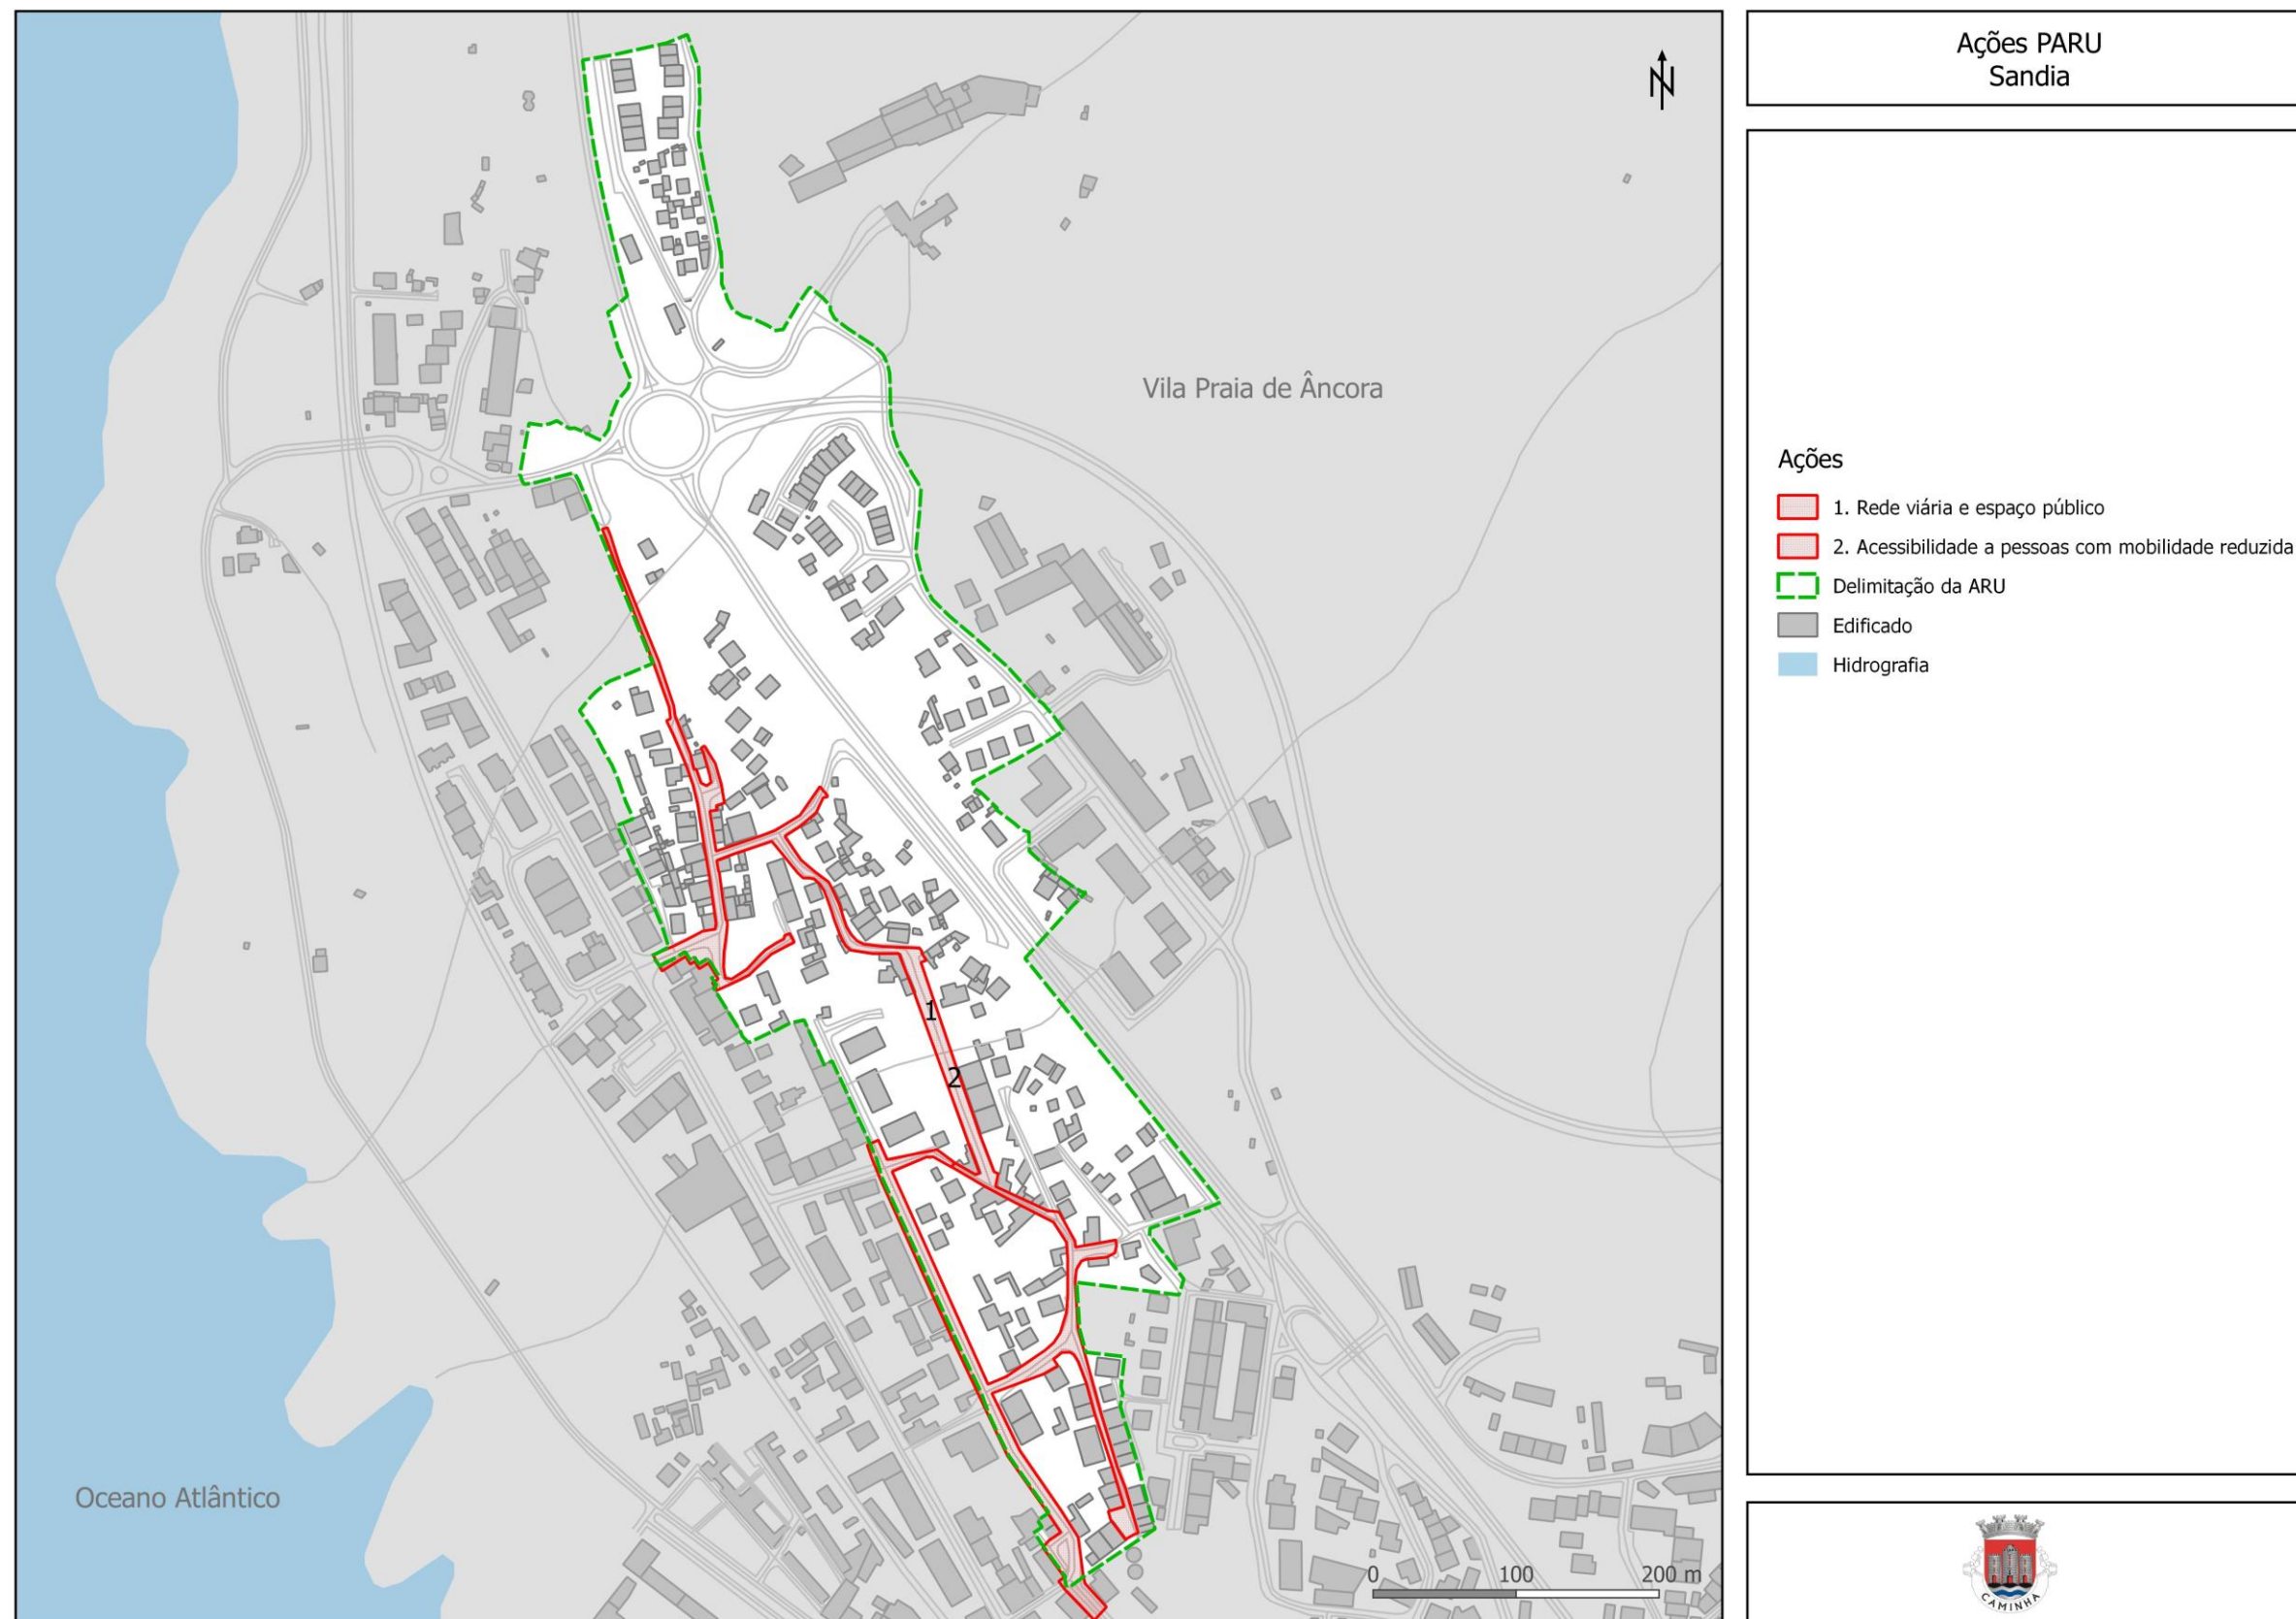 Ações PARU
Sandia
N
Vila Praia de Âncora
Ações
1. Rede viária e espaço público
2. Acessibilidade a pessoas com mobilidade reduzida
Delimitação da ARU
Edificado
Hidrografia
1
2
Oceano Atlântico
0 100 200 m
CAMINHA